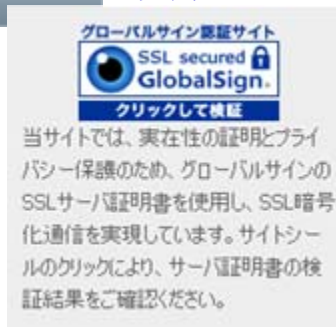 グローバルサイン認証サイト
SSL secured
GlobalSign.
クリックして検証
当サイトでは、実在性の証明とプライ
バシー保護のため、グローバルサインの
SSLサーバ証明書を使用し、SSL暗号
化通信を実現しています。サイトシー
ルのクリックにより、サーバ証明書の検
証結果をご確認ください。